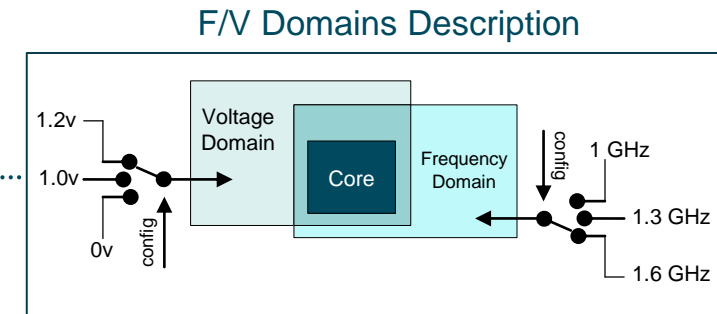 F/V Domains Description
1.2v
1.0v
0v
config
Voltage
Domain
Core
Frequency
Domain
config
1 GHz
1.3 GHz
1.6 GHz
...